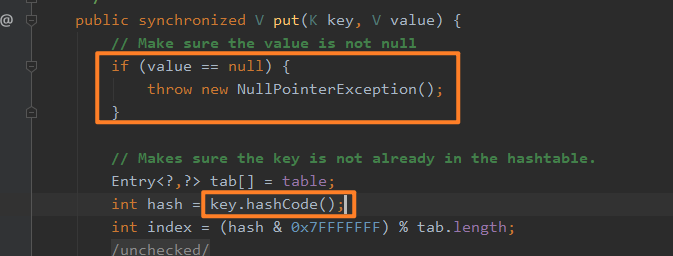 @ public synchronized V put(K key, V value) {
// Make sure the value is not null
if (value == null) {
throw new NullPointerException();
}
// Makes sure the key is not already in the hashtable.
Entry<?,?> tab[] = table;
int hash = key.hashCode();
int index = (hash & 0x7FFFFFFF) % tab.length;
/unchecked/